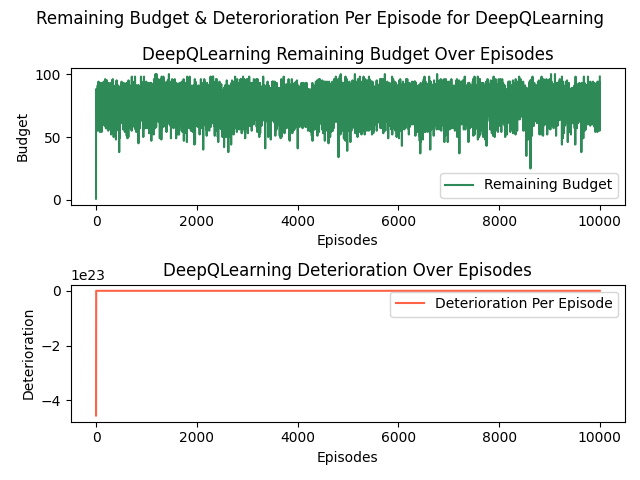 Remaining Budget & Deterorioration Per Episode for DeepQLearning
DeepQLearning Remaining Budget Over Episodes
100
50
0
Budget
Remaining Budget
0 2000 4000 6000 8000 10000
Episodes
1e23
DeepQLearning Deterioration Over Episodes
0
−2
−4
Deterioration
Deterioration Per Episode
0 2000 4000 6000 8000 10000
Episodes